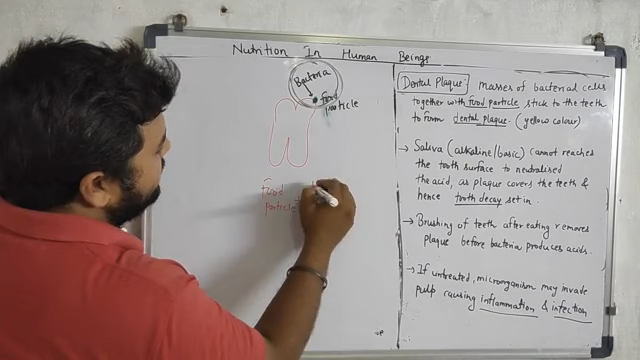 Nutrition In Human Beings
Bacteria
food
particle
Food
particle
Dental Plaque: masses of bacterial cells
together with food particle stick to the teeth
to form dental plaque. (yellow colour)
→ Saliva (alkaline/basic) cannot reaches
the tooth surface to neutralised
the acid, as plaque covers the teeth &
hence tooth decay set in.
→ Brushing of teeth after eating removes
plaque before bacteria produces acids.
→ If untreated, microrganism may invade
pulp causing inflammation & infection